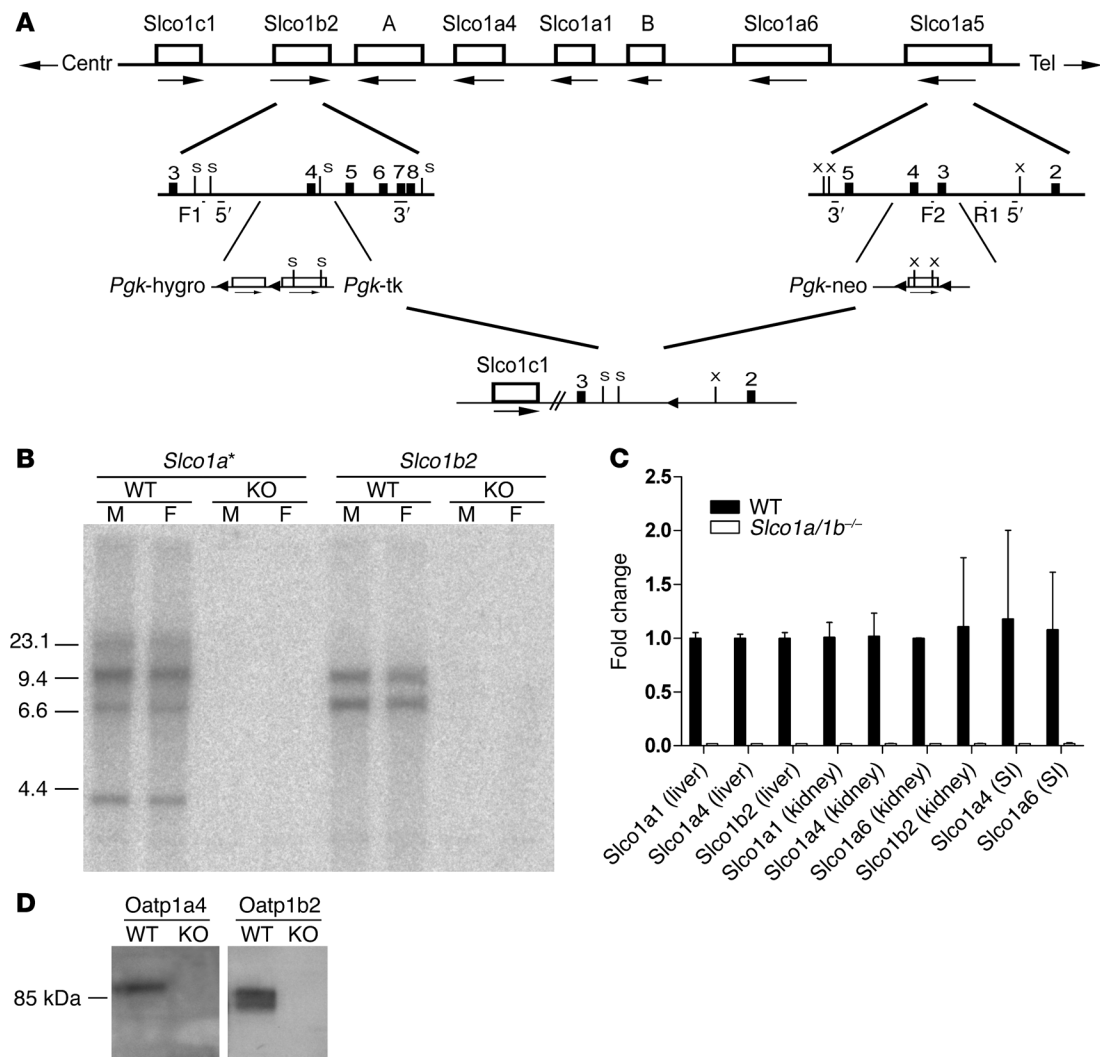 A
Slco1c1 Slco1b2 A Slco1a4 Slco1a1 B Slco1a6 Slco1a5
Centr Tel
3 S S 4 S 5 6 7 8 S
F1 5′ 3′
X X 5 4 3 X 2
3′ F2 R1 5′
S S
Pgk-hygro Pgk-tk
X X
Pgk-neo
Slco1c1
3 S S X 2
B
Slco1a* Slco1b2
WT KO WT KO
M F M F M F M F
23.1
9.4
6.6
4.4
C
2.5
2.0
1.5
1.0
0.5
0.0
Fold change
WT
Slco1a/1b−/−
Slco1a1 (liver)
Slco1a4 (liver)
Slco1b2 (liver)
Slco1a1 (kidney)
Slco1a4 (kidney)
Slco1a6 (kidney)
Slco1b2 (kidney)
Slco1a4 (SI)
Slco1a6 (SI)
D
Oatp1a4 Oatp1b2
WT KO WT KO
85 kDa